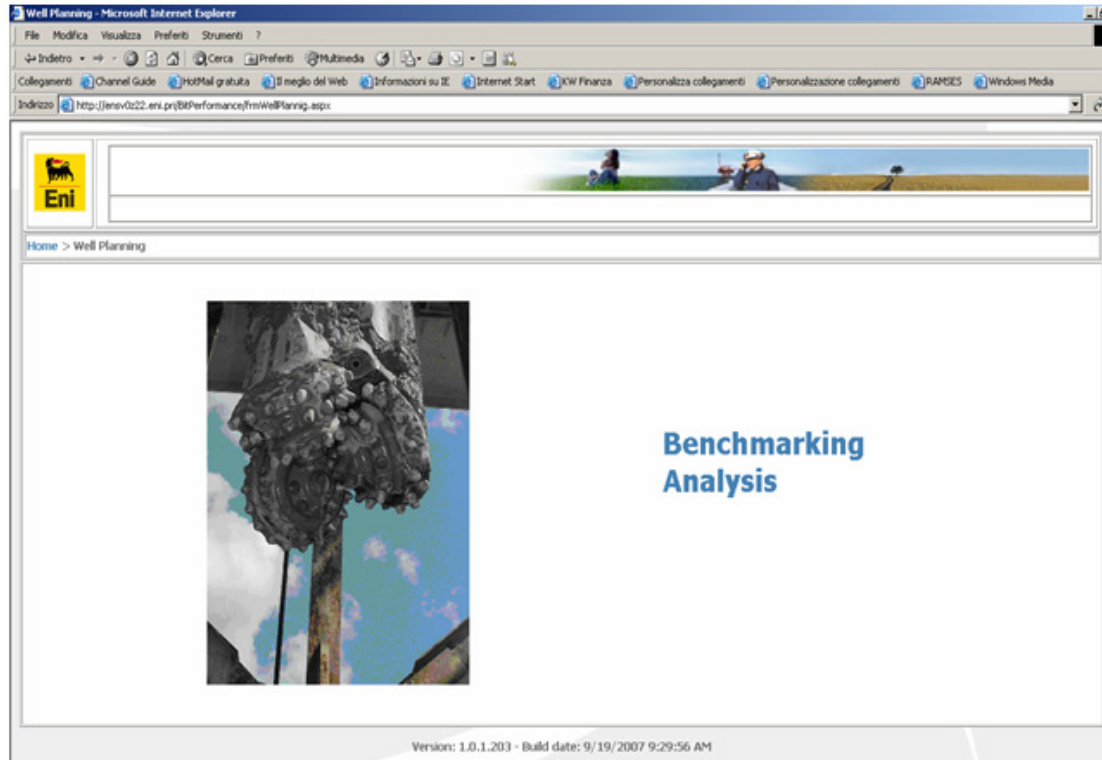 Well Planning - Microsoft Internet Explorer
File Modifica Visualizza Preferiti Strumenti ?
Indietro Cerca Preferiti Multimedia
Collegamenti Channel Guide HotMail gratuita Il meglio del Web Informazioni su IE Internet Start KW Finanza Personalizza collegamenti Personalizzazione collegamenti RAMSES Windows Media
Indirizzo http://ensv0z22.eni.pri/BitPerformance/frmWellPlannig.aspx
Eni
Home > Well Planning
Benchmarking
Analysis
Version: 1.0.1.203 - Build date: 9/19/2007 9:29:56 AM